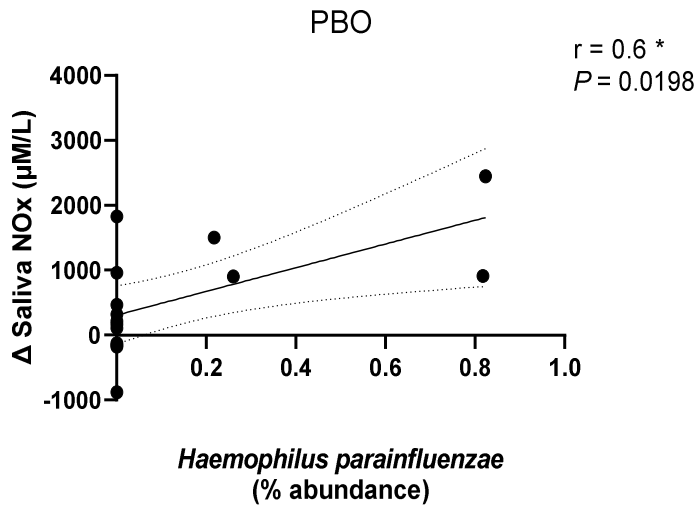 PBO
r = 0.6 *
P = 0.0198
Δ Saliva NOx (µM/L)
4000
3000
2000
1000
0
-1000
0.2 0.4 0.6 0.8 1.0
Haemophilus parainfluenzae
(% abundance)